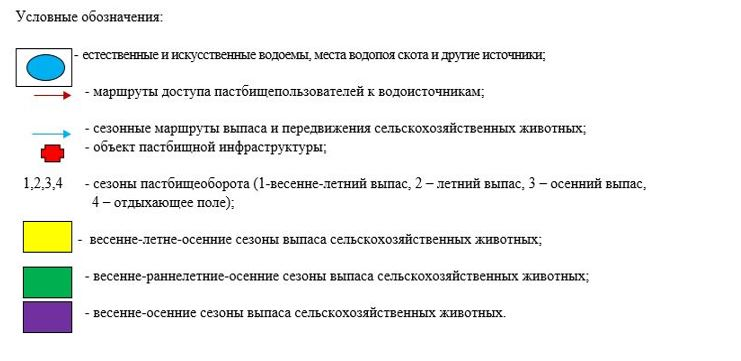 Условные обозначения:
- естественные и искусственные водоемы, места водопоя скота и другие источники;
- маршруты доступа пастбищепользователей к водоисточникам;
- сезонные маршруты выпаса и передвижения сельскохозяйственных животных;
- объект пастбищной инфраструктуры;
1,2,3,4 - сезоны пастбищеоборота (1-весенне-летний выпас, 2 – летний выпас, 3 – осенний выпас,
4 – отдыхающее поле);
- весенне-летне-осенние сезоны выпаса сельскохозяйственных животных;
- весенне-раннелетние-осенние сезоны выпаса сельскохозяйственных животных;
- весенне-осенние сезоны выпаса сельскохозяйственных животных.